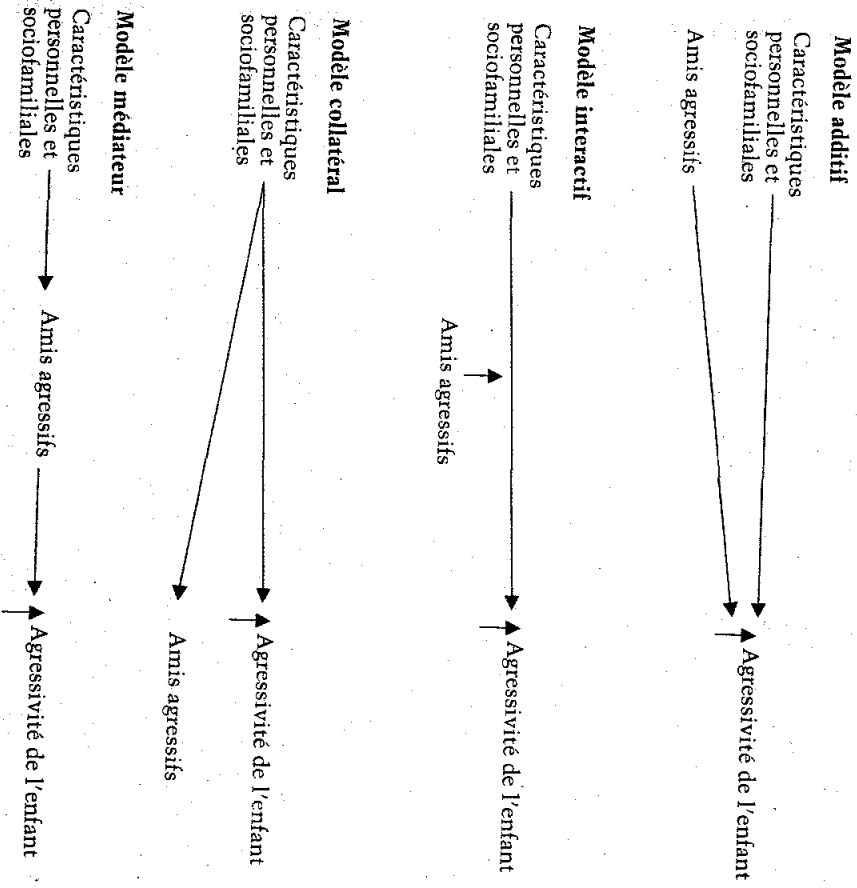 Modèle additif
Caractéristiques
personnelles et
sociofamiliales
Amis agressifs
Agressivité de l'enfant
Modèle interactif
Caractéristiques
personnelles et
sociofamiliales
Amis agressifs
Agressivité de l'enfant
Modèle collatéral
Caractéristiques
personnelles et
sociofamiliales
Agressivité de l'enfant
Amis agressifs
Modèle médiateur
Caractéristiques
personnelles et
sociofamiliales
Amis agressifs
Agressivité de l'enfant